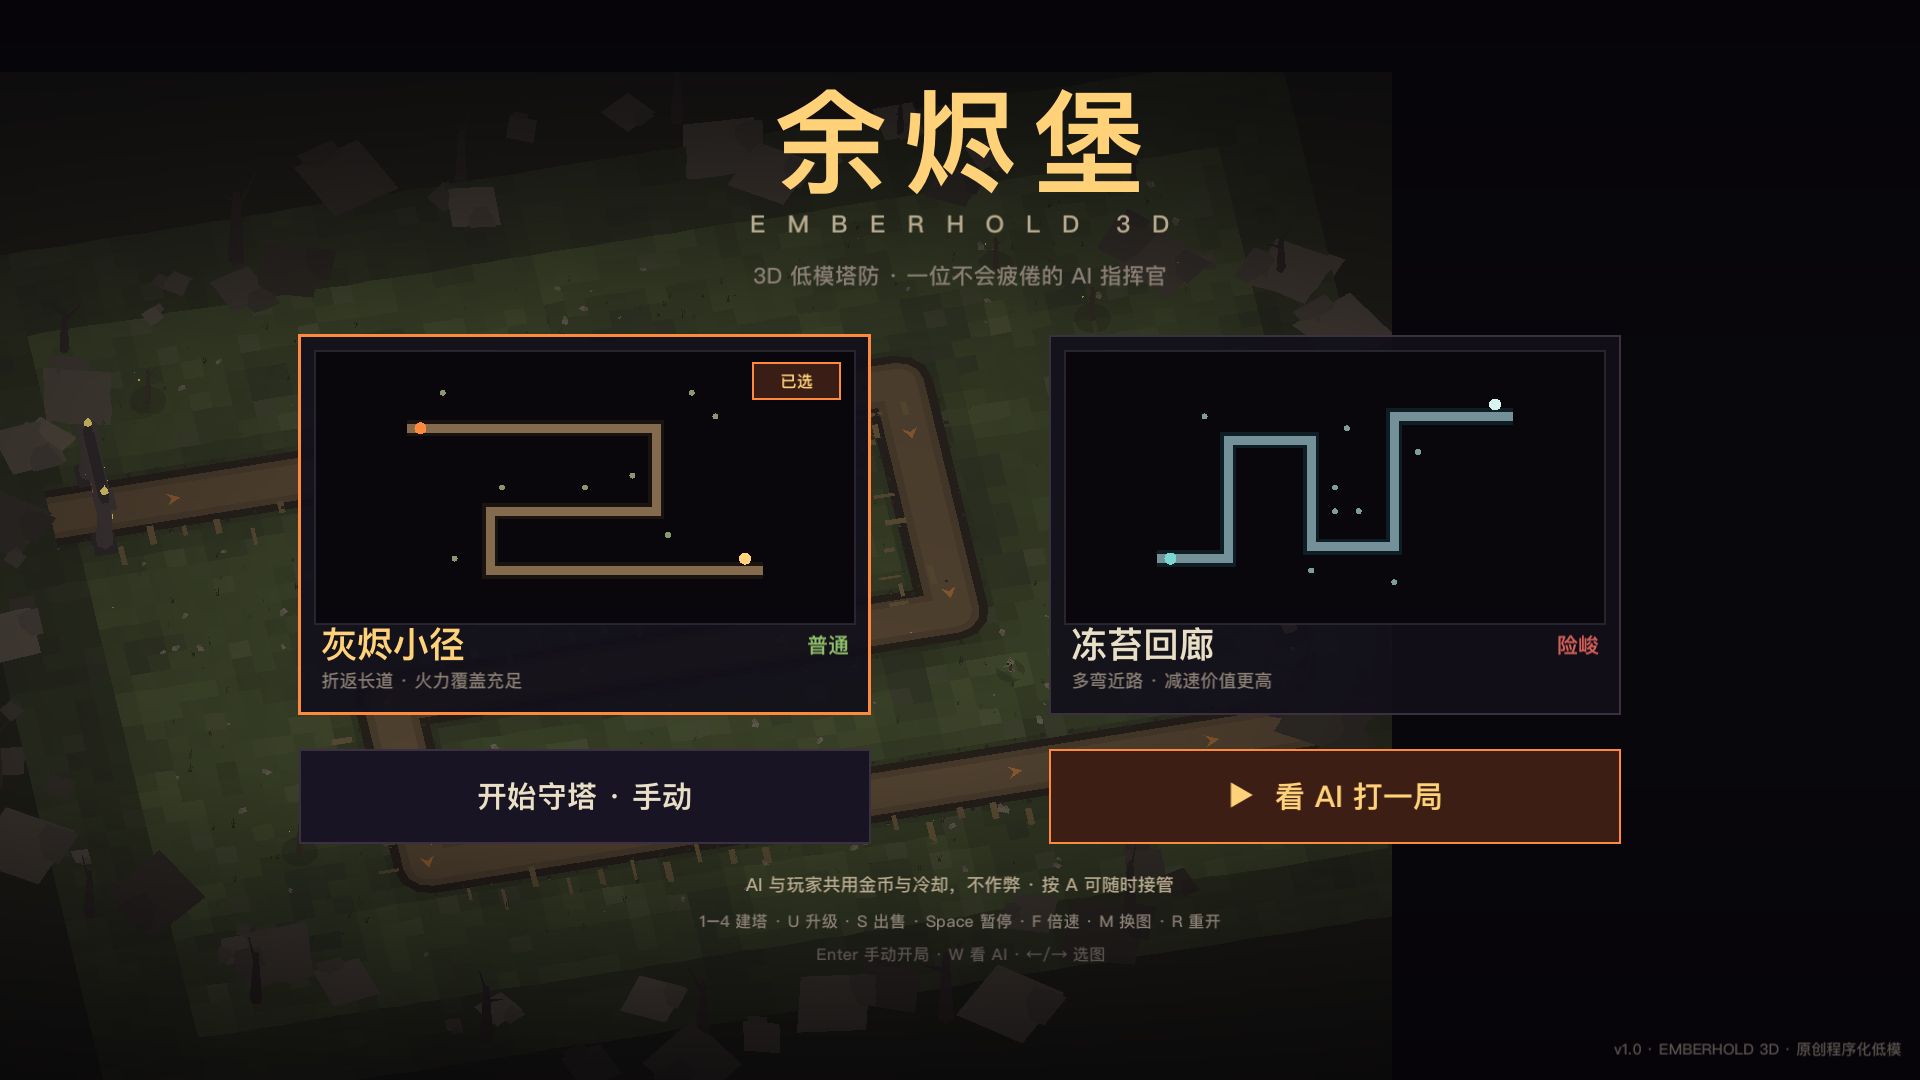 余烬堡
EMBERHOLD 3D
3D 低模塔防 · 一位不会疲倦的 AI 指挥官
已选
灰烬小径
普通
折返长道 · 火力覆盖充足
冻苔回廊
险峻
多弯近路 · 减速价值更高
开始守塔 · 手动
▶ 看 AI 打一局
AI 与玩家共用金币与冷却，不作弊 · 按 A 可随时接管
1—4 建塔 · U 升级 · S 出售 · Space 暂停 · F 倍速 · M 换图 · R 重开
Enter 手动开局 · W 看 AI · ←/→ 选图
v1.0 · EMBERHOLD 3D · 原创程序化低模